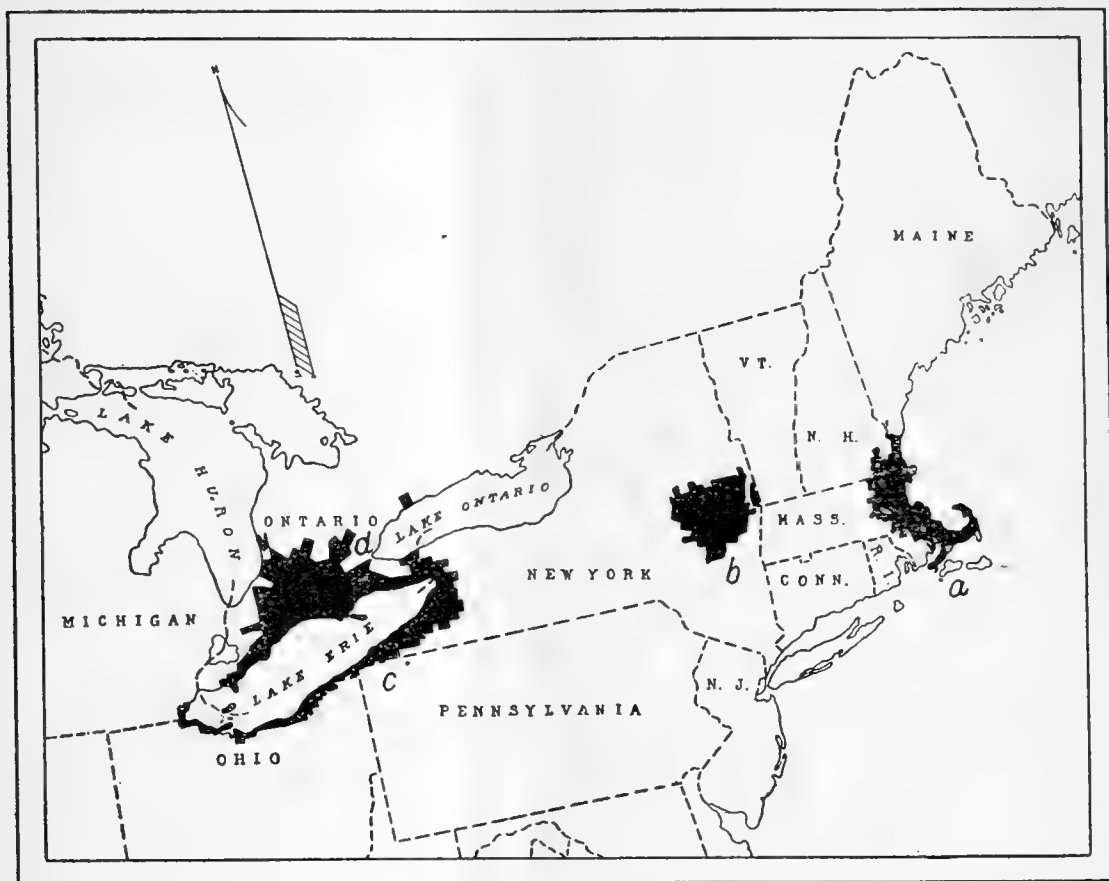 N
MAINE
VT.
LAKE HURON
N. H.
ONTARIO
LAKE ONTARIO
d
MASS.
NEW YORK
b
CONN.
R. I.
a
MICHIGAN
LAKE ERIE
C
N. J.
PENNSYLVANIA
OHIO